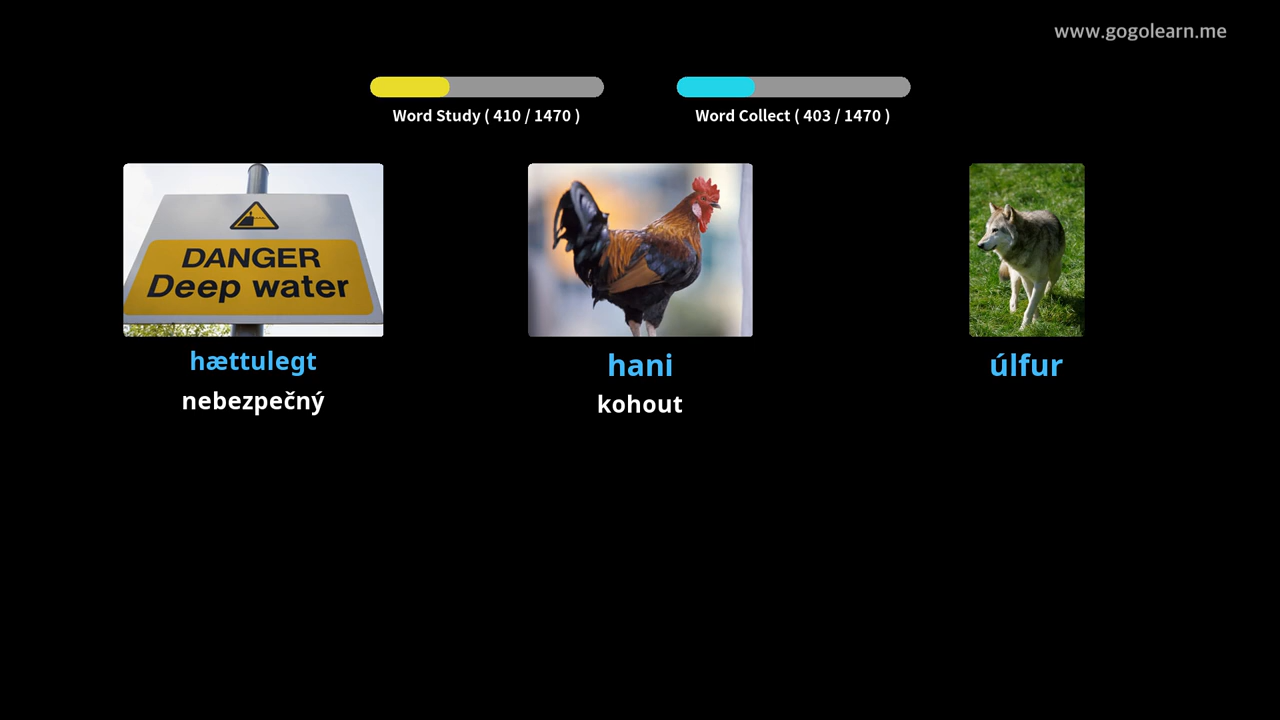 www.gogolearn.me
Word Study ( 410 / 1470 )
Word Collect ( 403 / 1470 )
DANGER
Deep water
hættulegt
hani
úlfur
nebezpečný
kohout